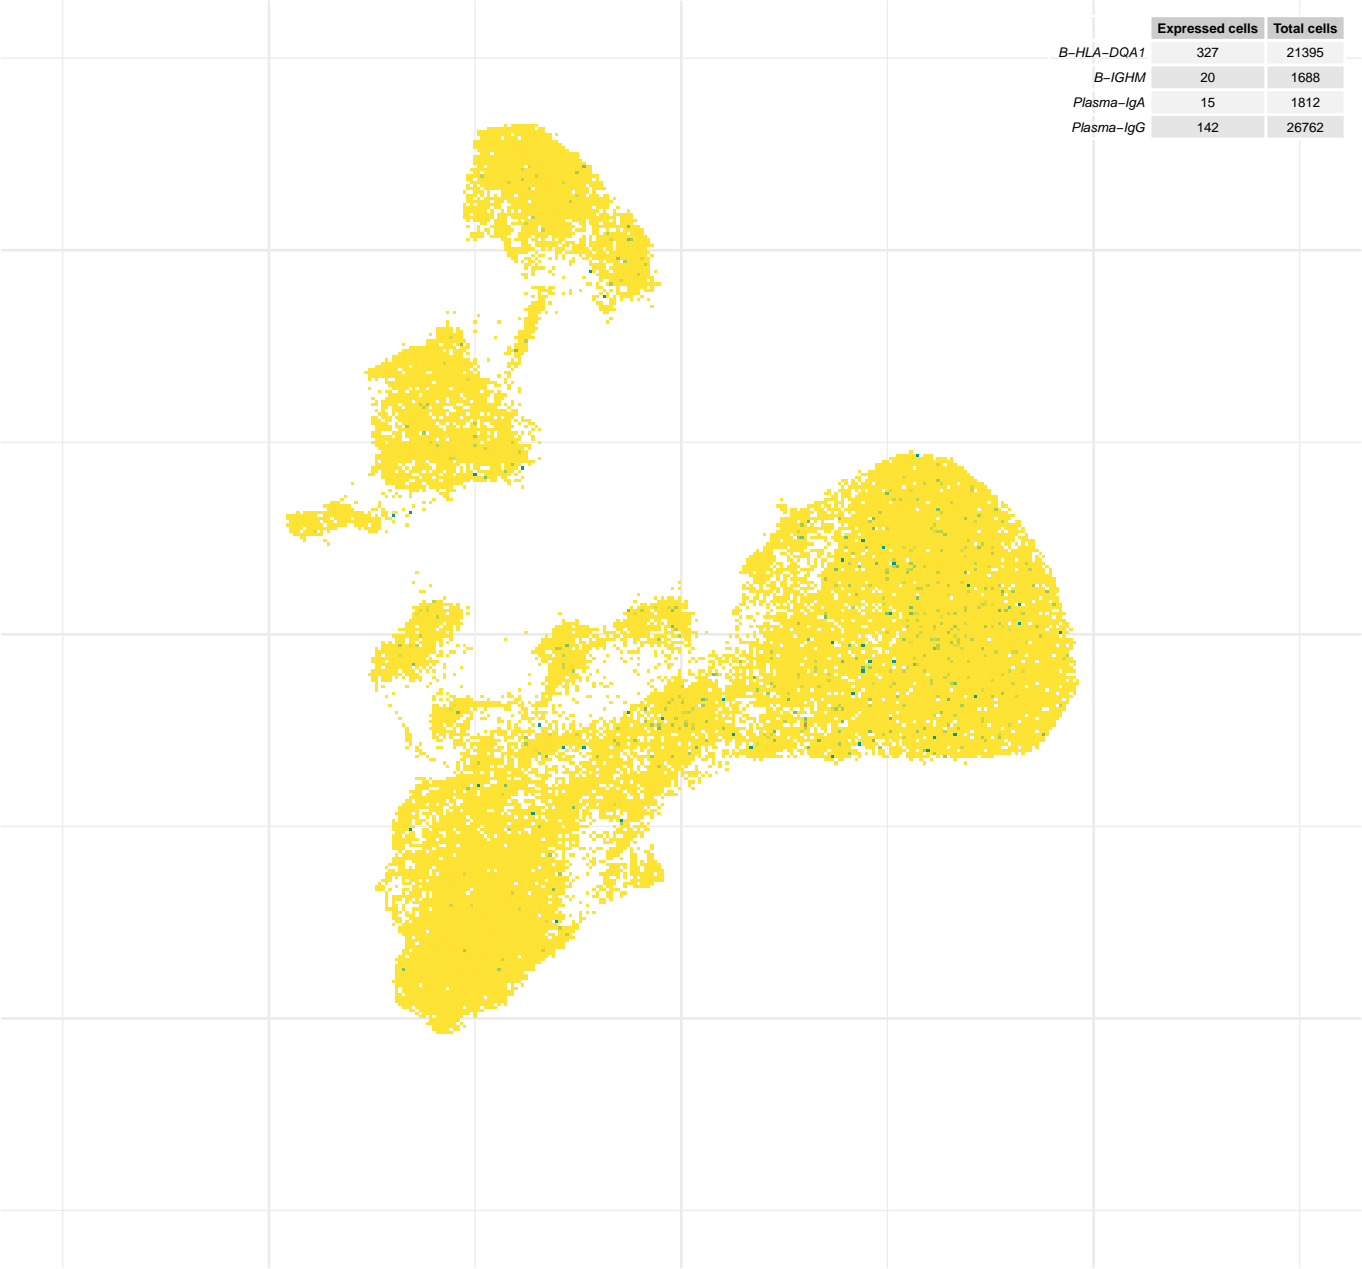 Expressed cells Total cells
B−HLA−DQA1 327 21395
B−IGHM 20 1688
Plasma−IgA 15 1812
Plasma−IgG 142 26762